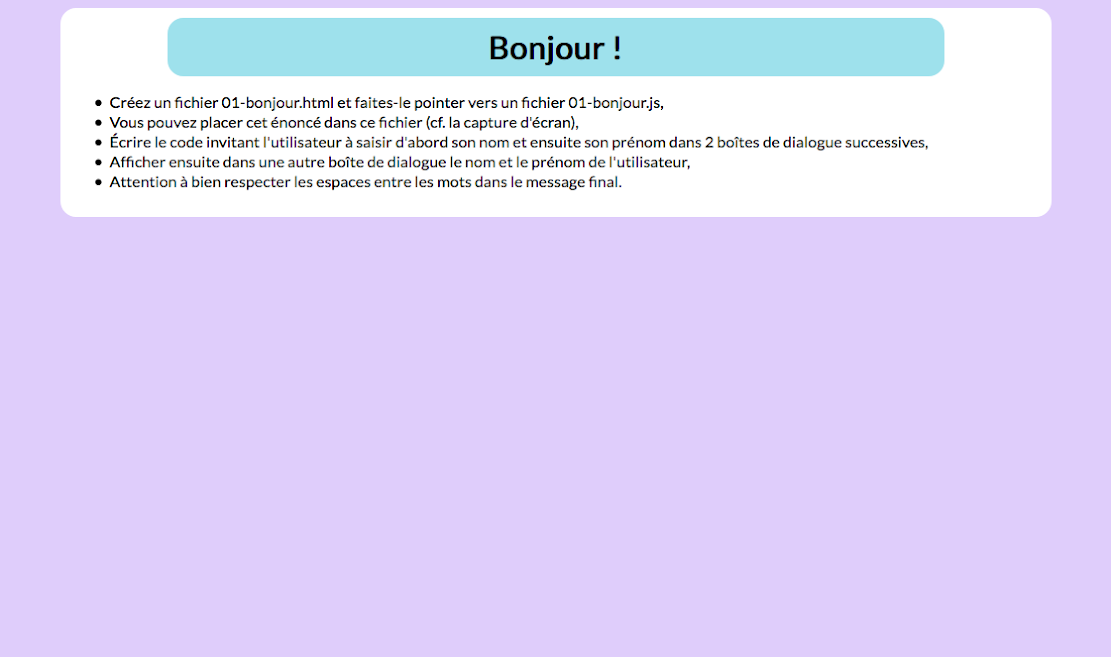 Bonjour !
Créez un fichier 01-bonjour.html et faites-le pointer vers un fichier 01-bonjour.js,
Vous pouvez placer cet énoncé dans ce fichier (cf. la capture d'écran),
Écrire le code invitant l'utilisateur à saisir d'abord son nom et ensuite son prénom dans 2 boîtes de dialogue successives,
Afficher ensuite dans une autre boîte de dialogue le nom et le prénom de l'utilisateur,
Attention à bien respecter les espaces entre les mots dans le message final.